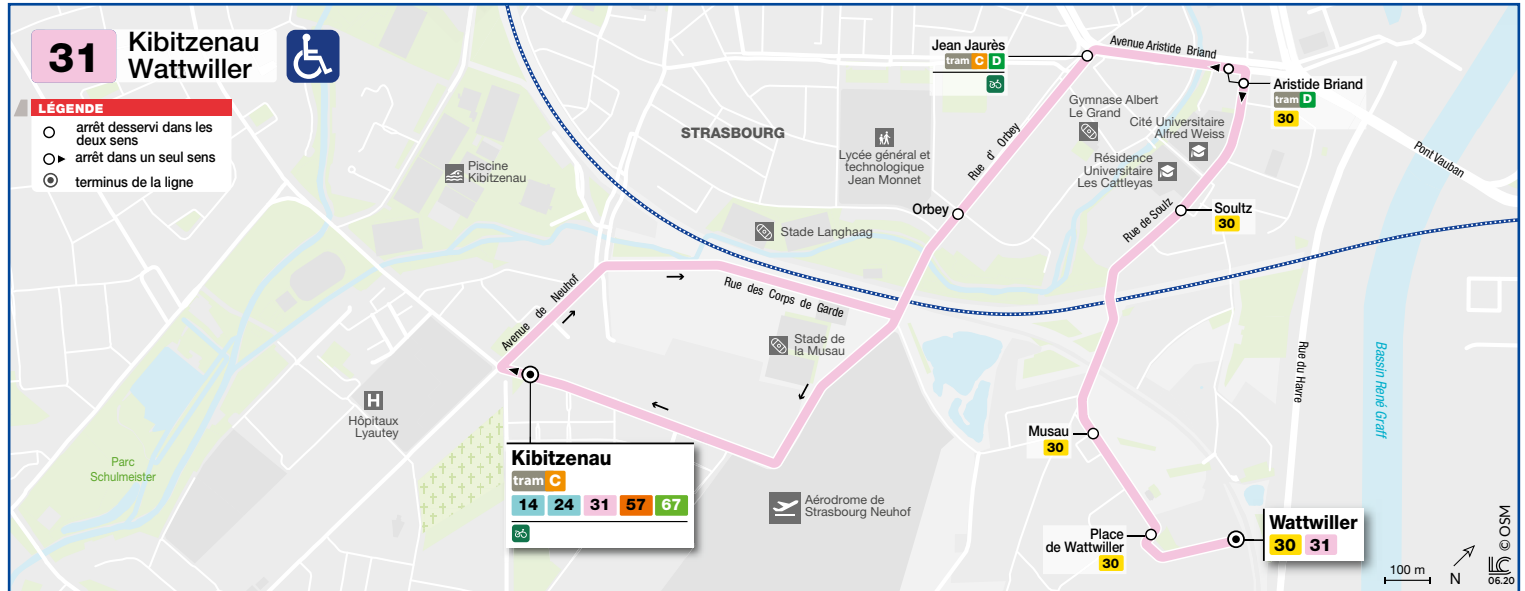 31
Kibitzenau
Wattwiller
LÉGENDE
arrêt desservi dans les
deux sens
arrêt dans un seul sens
terminus de la ligne
STRASBOURG
Piscine
Kibitzenau
Lycée général et
technologique
Jean Monnet
Stade Langhaag
Jean Jaurès
tram C D
Avenue Aristide Briand
Aristide Briand
tram D
30
Gymnase Albert
Le Grand
Cité Universitaire
Alfred Weiss
Résidence
Universitaire
Les Cattleyas
Pont Vauban
Rue d' Orbey
Orbey
Rue de Soulz
Soultz
30
Avenue de Neuhof
Rue des Corps de Garde
Stade de
la Musau
Rue du Havre
Bassin René Graff
H
Hôpitaux
Lyautey
Parc
Schulmeister
Kibitzenau
tram C
14 24 31 57 67
Musau
30
Aérodrome de
Strasbourg Neuhof
Place
de Wattwiller
30
Wattwiller
30 31
100 m
N
LC © OSM
06.20